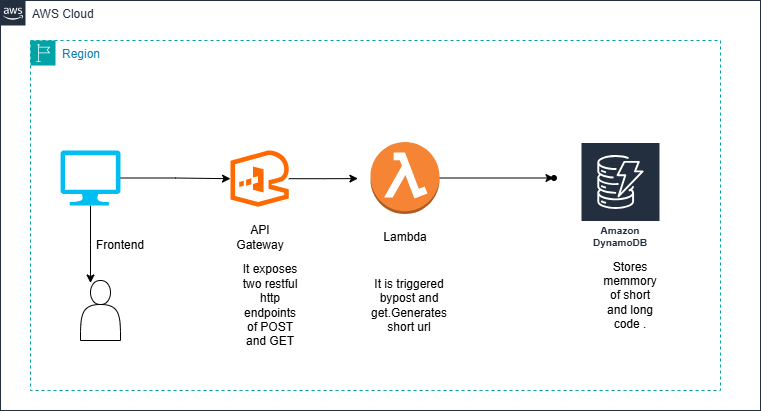 aws
AWS Cloud
Region
Frontend
API
Gateway
It exposes
two restful
http
endpoints
of POST
and GET
Lambda
It is triggered
bypost and
get.Generates
short url
Amazon
DynamoDB
Stores
memmory
of short
and long
code .